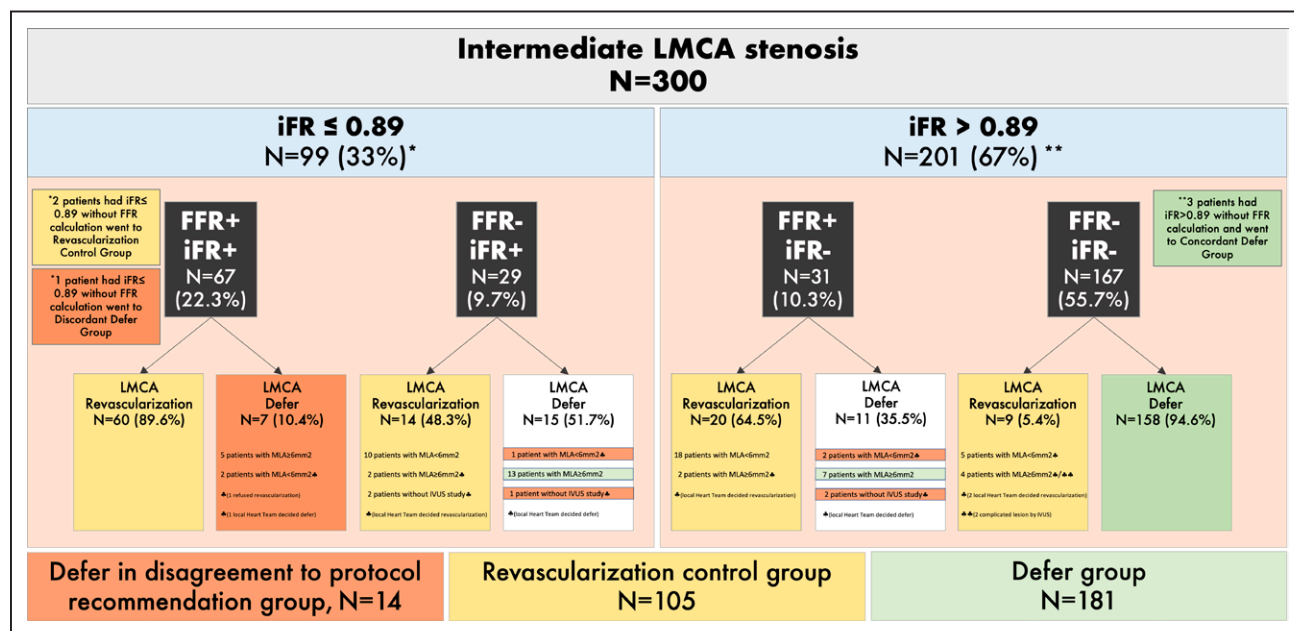 Intermediate LMCA stenosis
N=300
iFR ≤ 0.89
N=99 (33%)*
iFR > 0.89
N=201 (67%)**
*2 patients had iFR≤
0.89 without FFR
calculation went to
Revascularization
Control Group
*1 patient had iFR≤
0.89 without FFR
calculation went to
Discordant Defer
Group
FFR+
iFR+
N=67
(22.3%)
FFR-
iFR+
N=29
(9.7%)
FFR+
iFR-
N=31
(10.3%)
FFR-
iFR-
N=167
(55.7%)
**3 patients had
iFR>0.89 without FFR
calculation and went
to Concordant Defer
Group
LMCA
Revascularization
N=60 (89.6%)
LMCA
Defer
N=7 (10.4%)
5 patients with MLA≥6mm2
2 patients with MLA<6mm2♣
♣(1 refused revascularization)
♣(1 local Heart Team decided defer)
LMCA
Revascularization
N=14 (48.3%)
10 patients with MLA<6mm2
2 patients with MLA≥6mm2♣
2 patients without IVUS study♣
♣(local Heart Team decided revascularization)
LMCA
Defer
N=15 (51.7%)
1 patient with MLA<6mm2♣
13 patients with MLA≥6mm2
1 patient without IVUS study♣
♣(local Heart Team decided defer)
LMCA
Revascularization
N=20 (64.5%)
18 patients with MLA<6mm2
2 patients with MLA≥6mm2♣
♣(local Heart Team decided revascularization)
LMCA
Defer
N=11 (35.5%)
2 patients with MLA<6mm2♣
7 patients with MLA≥6mm2
2 patients without IVUS study♣
♣(local Heart Team decided defer)
LMCA
Revascularization
N=9 (5.4%)
5 patients with MLA<6mm2♣
4 patients with MLA≥6mm2♣/♣♣
♣(2 local Heart Team decided revascularization)
♣♣(2 complicated lesion by IVUS)
LMCA
Defer
N=158 (94.6%)
Defer in disagreement to protocol
recommendation group, N=14
Revascularization control group
N=105
Defer group
N=181